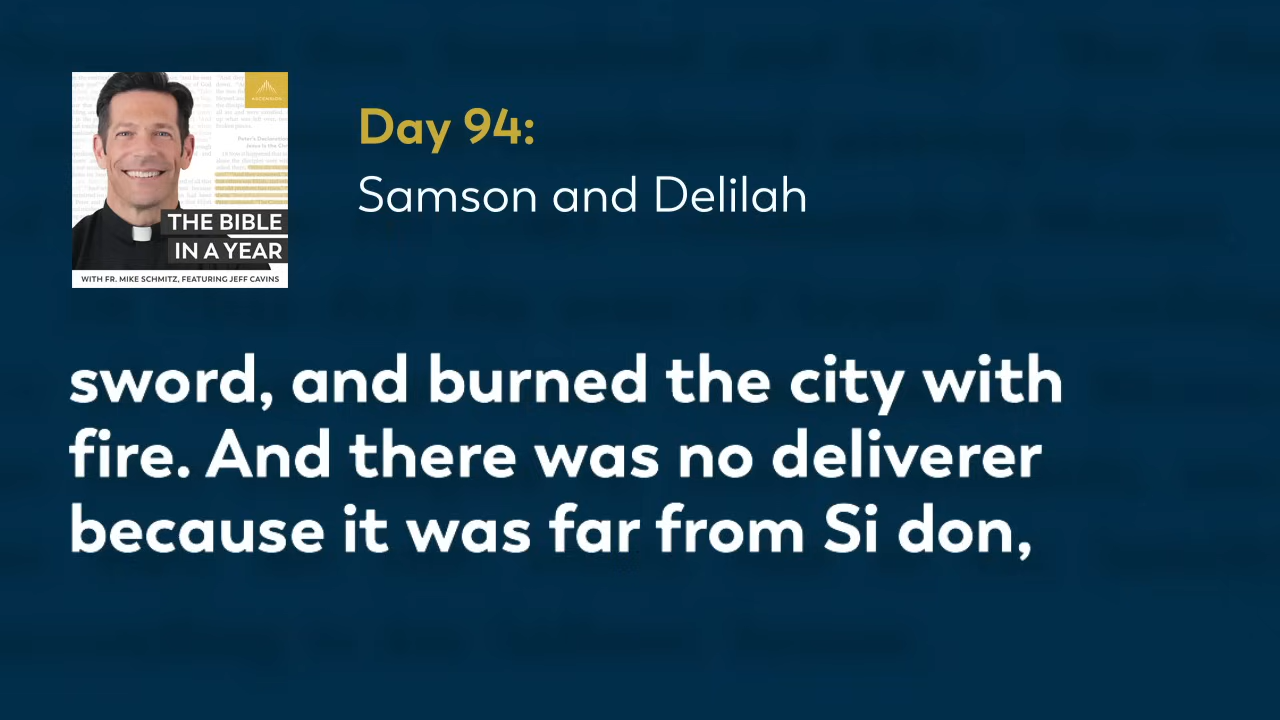 ASCENSION
THE BIBLE
IN A YEAR
WITH FR. MIKE SCHMITZ, FEATURING JEFF CAVINS
Day 94:
Samson and Delilah
sword, and burned the city with
fire. And there was no deliverer
because it was far from Si don,